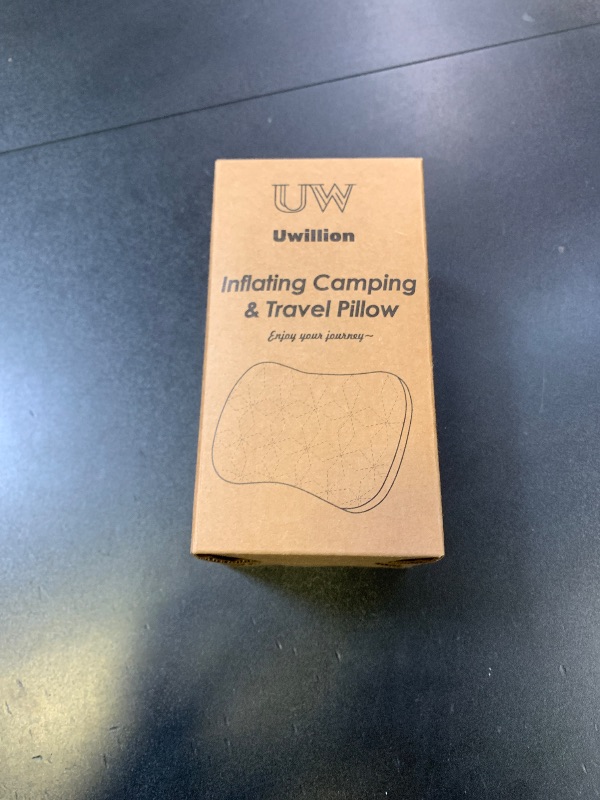 UW
Uwillion
Inflating Camping
& Travel Pillow
Enjoy your journey~